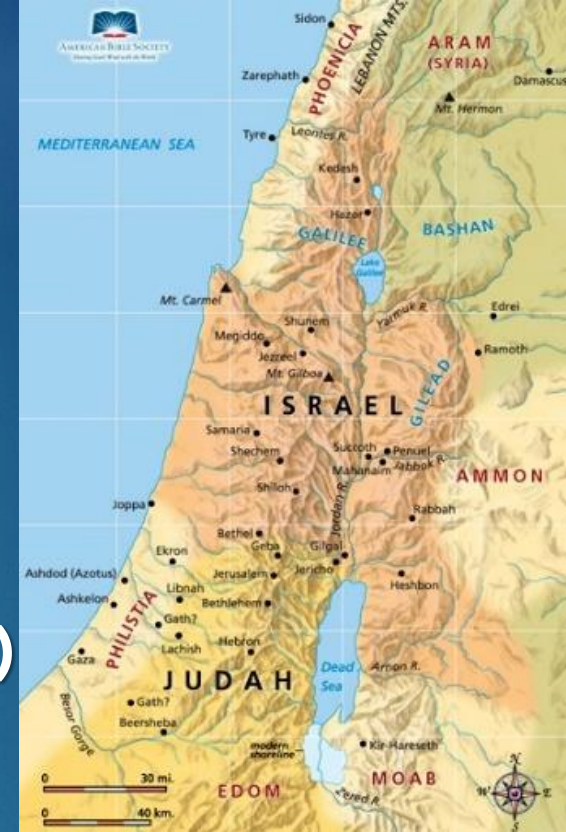 AMERICAN BIBLE SOCIETY
Sidon
PHOENICIA
LEBANON MTS.
ARAM
(SYRIA)
Zarephath
Damascus
Mt. Hermon
MEDITERRANEAN SEA
Tyre
Leontes R.
Kedesh
Hazor
GALILEE
BASHAN
Lake
Galilee
Mt. Carmel
Yarmuk R.
Edrei
Shunem
Megiddo
Jezreel
Ramoth
Mt. Gilboa
GILEAD
ISRAEL
Samaria
Shechem
Succoth
Penuel
Mahanaim
Jabbok R.
AMMON
Shiloh
Jordan R.
Joppa
Rabbah
Bethel
Geba
Gilgal
Ekron
Jericho
Ashdod (Azotus)
Jerusalem
Heshbon
Libnah
Ashkelon
Bethlehem
PHILISTIA
Gath?
)
Lachish
Hebron
Gaza
Dead
Sea
Arnon R.
JUDAH
Gath?
Besor Gorge
Beersheba
modern
shoreline
Kir-Hareseth
N
0 30 mi.
EDOM
MOAB
W E
Zered R.
0 40 km.
S